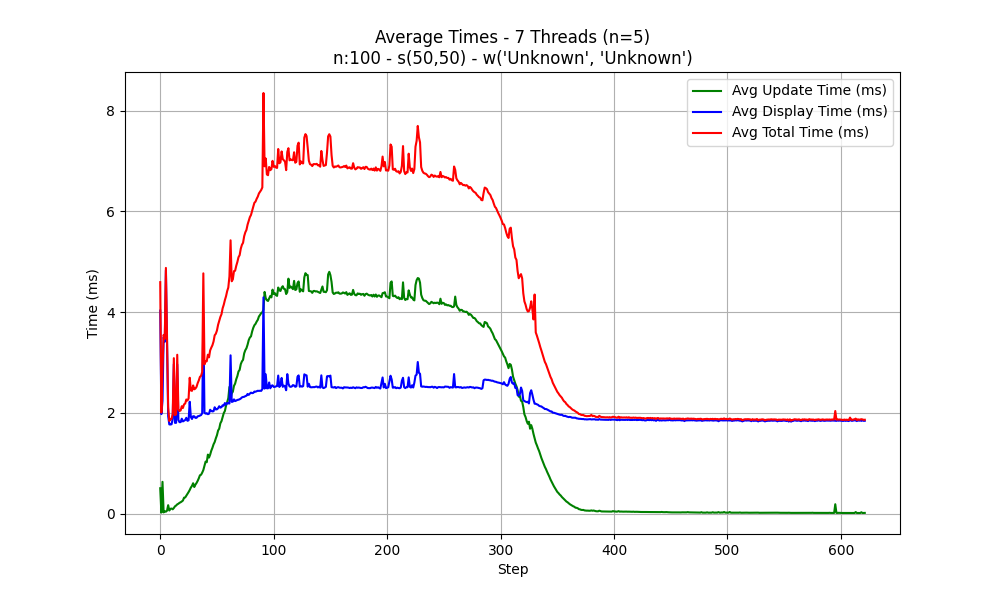 Average Times - 7 Threads (n=5)
n:100 - s(50,50) - w('Unknown', 'Unknown')
Avg Update Time (ms)
Avg Display Time (ms)
Avg Total Time (ms)
Time (ms)
8
6
4
2
0
0 100 200 300 400 500 600
Step